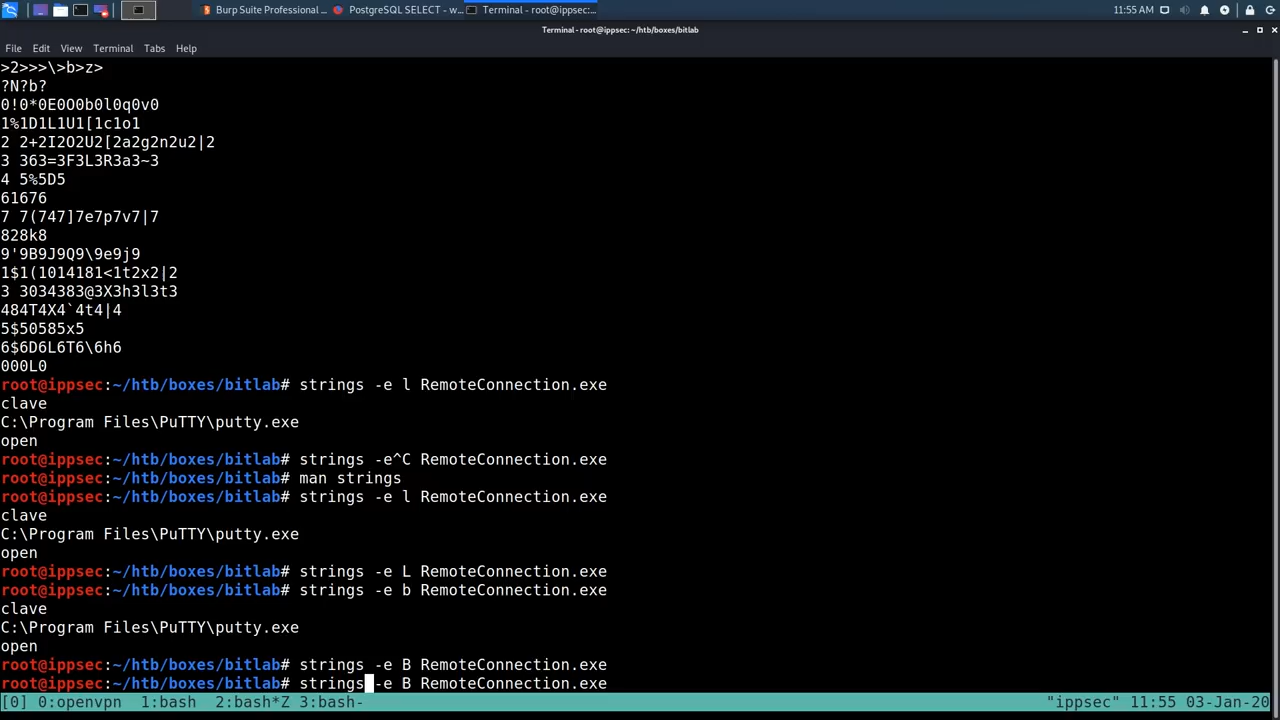 Burp Suite Professional ... PostgreSQL SELECT - w... Terminal - root@ippsec:... 11:55 AM
Terminal - root@ippsec: ~/htb/boxes/bitlab
File Edit View Terminal Tabs Help
>2>>>\>b>z>
?N?b?
0!0*0E0O0b0l0q0v0
1%1D1L1U1[1c1o1
2 2+2I2O2U2[2a2g2n2u2|2
3 363=3F3L3R3a3~3
4 5%5D5
61676
7 7(747]7e7p7v7|7
828k8
9'9B9J9Q9\9e9j9
1$1(1014181<1t2x2|2
3 3034383@3X3h3l3t3
484T4X4`4t4|4
5$50585x5
6$6D6L6T6\6h6
000L0
root@ippsec:~/htb/boxes/bitlab# strings -e l RemoteConnection.exe
clave
C:\Program Files\PuTTY\putty.exe
open
root@ippsec:~/htb/boxes/bitlab# strings -e^C RemoteConnection.exe
root@ippsec:~/htb/boxes/bitlab# man strings
root@ippsec:~/htb/boxes/bitlab# strings -e l RemoteConnection.exe
clave
C:\Program Files\PuTTY\putty.exe
open
root@ippsec:~/htb/boxes/bitlab# strings -e L RemoteConnection.exe
root@ippsec:~/htb/boxes/bitlab# strings -e b RemoteConnection.exe
clave
C:\Program Files\PuTTY\putty.exe
open
root@ippsec:~/htb/boxes/bitlab# strings -e B RemoteConnection.exe
root@ippsec:~/htb/boxes/bitlab# strings -e B RemoteConnection.exe
[0] 0:openvpn 1:bash 2:bash*Z 3:bash- "ippsec" 11:55 03-Jan-20